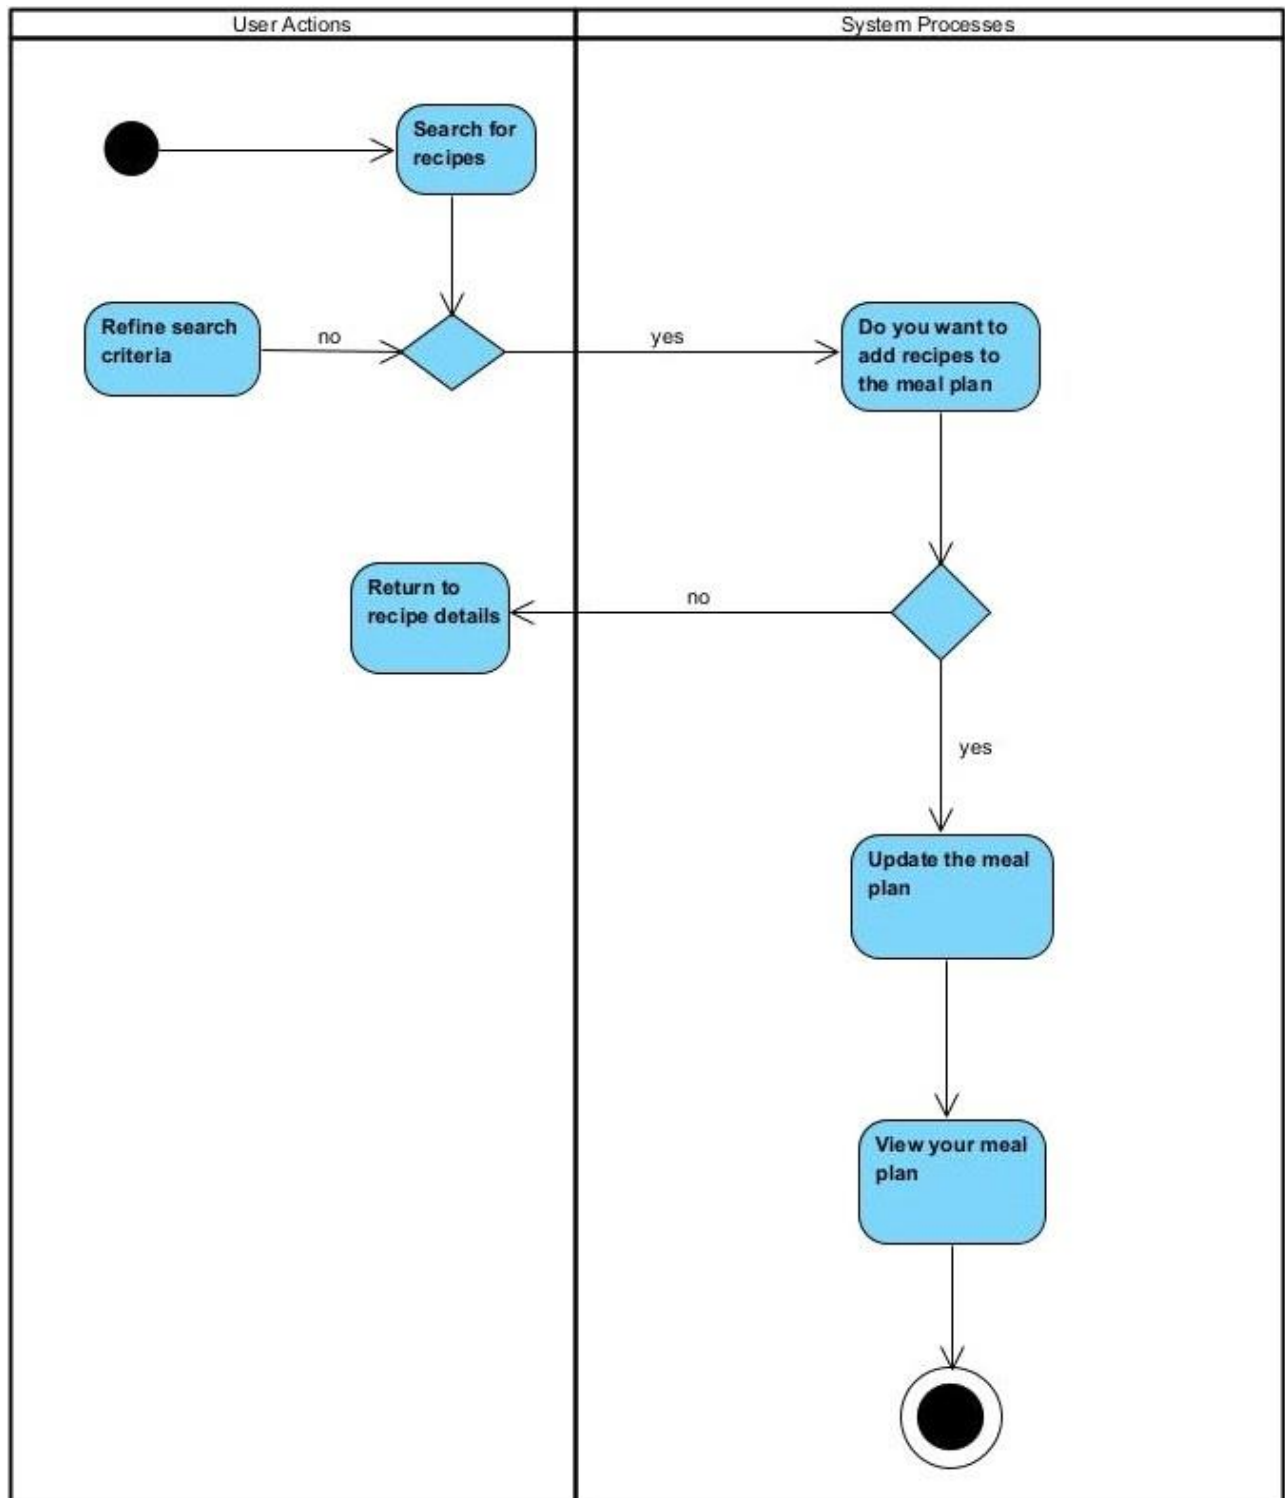 User Actions
System Processes
Search for
recipes
Refine search
criteria
no
yes
Do you want to
add recipes to
the meal plan
Return to
recipe details
no
yes
Update the meal
plan
View your meal
plan